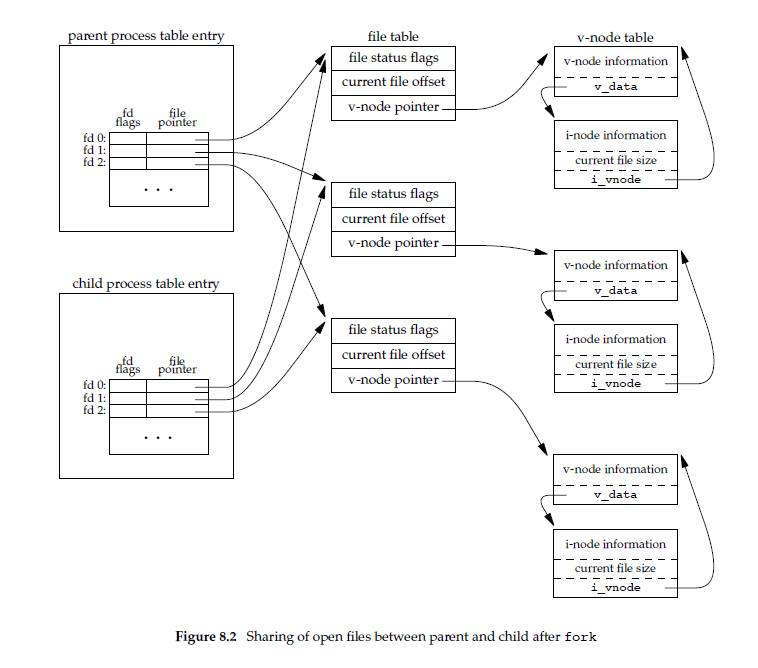 parent process table entry
fd
flags
file
pointer
fd 0:
fd 1:
fd 2:
. . .
child process table entry
fd
flags
file
pointer
fd 0:
fd 1:
fd 2:
. . .
file table
file status flags
current file offset
v-node pointer
file status flags
current file offset
v-node pointer
file status flags
current file offset
v-node pointer
v-node table
v-node information
v_data
i-node information
current file size
i_vnode
v-node information
v_data
i-node information
current file size
i_vnode
v-node information
v_data
i-node information
current file size
i_vnode
Figure 8.2 Sharing of open files between parent and child after fork